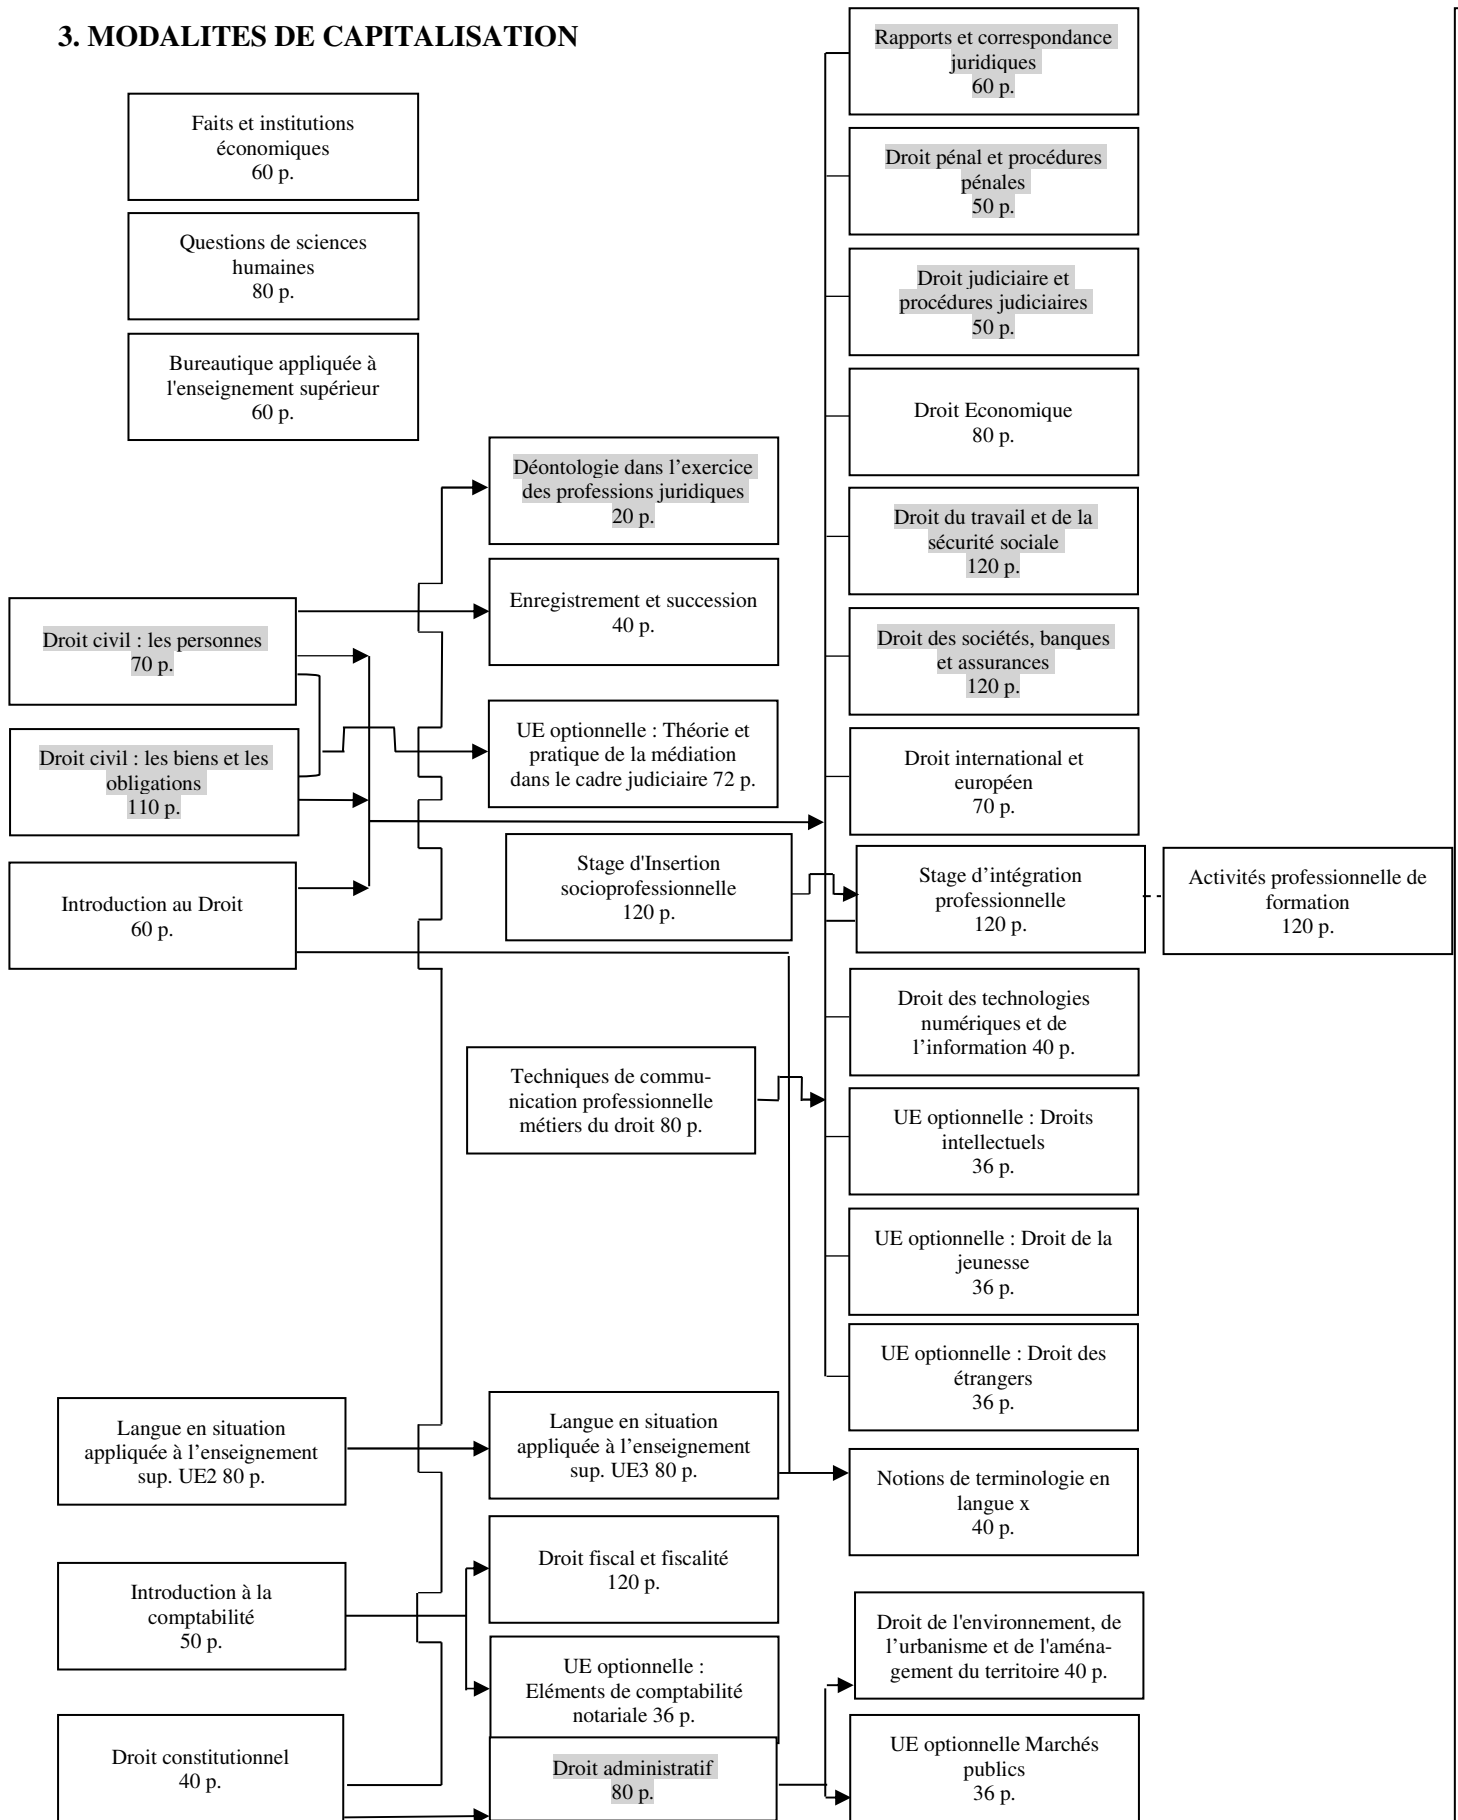 3. MODALITES DE CAPITALISATION
Faits et institutions
économiques
60 p.
Questions de sciences
humaines
80 p.
Bureautique appliquée à
l'enseignement supérieur
60 p.
Droit civil : les personnes
70 p.
Droit civil : les biens et les
obligations
110 p.
Introduction au Droit
60 p.
Langue en situation
appliquée à l’enseignement
sup. UE2 80 p.
Introduction à la
comptabilité
50 p.
Droit constitutionnel
40 p.
Déontologie dans l’exercice
des professions juridiques
20 p.
Enregistrement et succession
40 p.
UE optionnelle : Théorie et
pratique de la médiation
dans le cadre judiciaire 72 p.
Stage d'Insertion
socioprofessionnelle
120 p.
Techniques de commu-
nication professionnelle
métiers du droit 80 p.
Langue en situation
appliquée à l’enseignement
sup. UE3 80 p.
Droit fiscal et fiscalité
120 p.
UE optionnelle :
Eléments de comptabilité
notariale 36 p.
Droit administratif
80 p.
Rapports et correspondance
juridiques
60 p.
Droit pénal et procédures
pénales
50 p.
Droit judiciaire et
procédures judiciaires
50 p.
Droit Economique
80 p.
Droit du travail et de la
sécurité sociale
120 p.
Droit des sociétés, banques
et assurances
120 p.
Droit international et
européen
70 p.
Stage d’intégration
professionnelle
120 p.
Activités professionnelle de
formation
120 p.
Droit des technologies
numériques et de
l’information 40 p.
UE optionnelle : Droits
intellectuels
36 p.
UE optionnelle : Droit de la
jeunesse
36 p.
UE optionnelle : Droit des
étrangers
36 p.
Notions de terminologie en
langue x
40 p.
Droit de l'environnement, de
l’urbanisme et de l'aména-
gement du territoire 40 p.
UE optionnelle Marchés
publics
36 p.